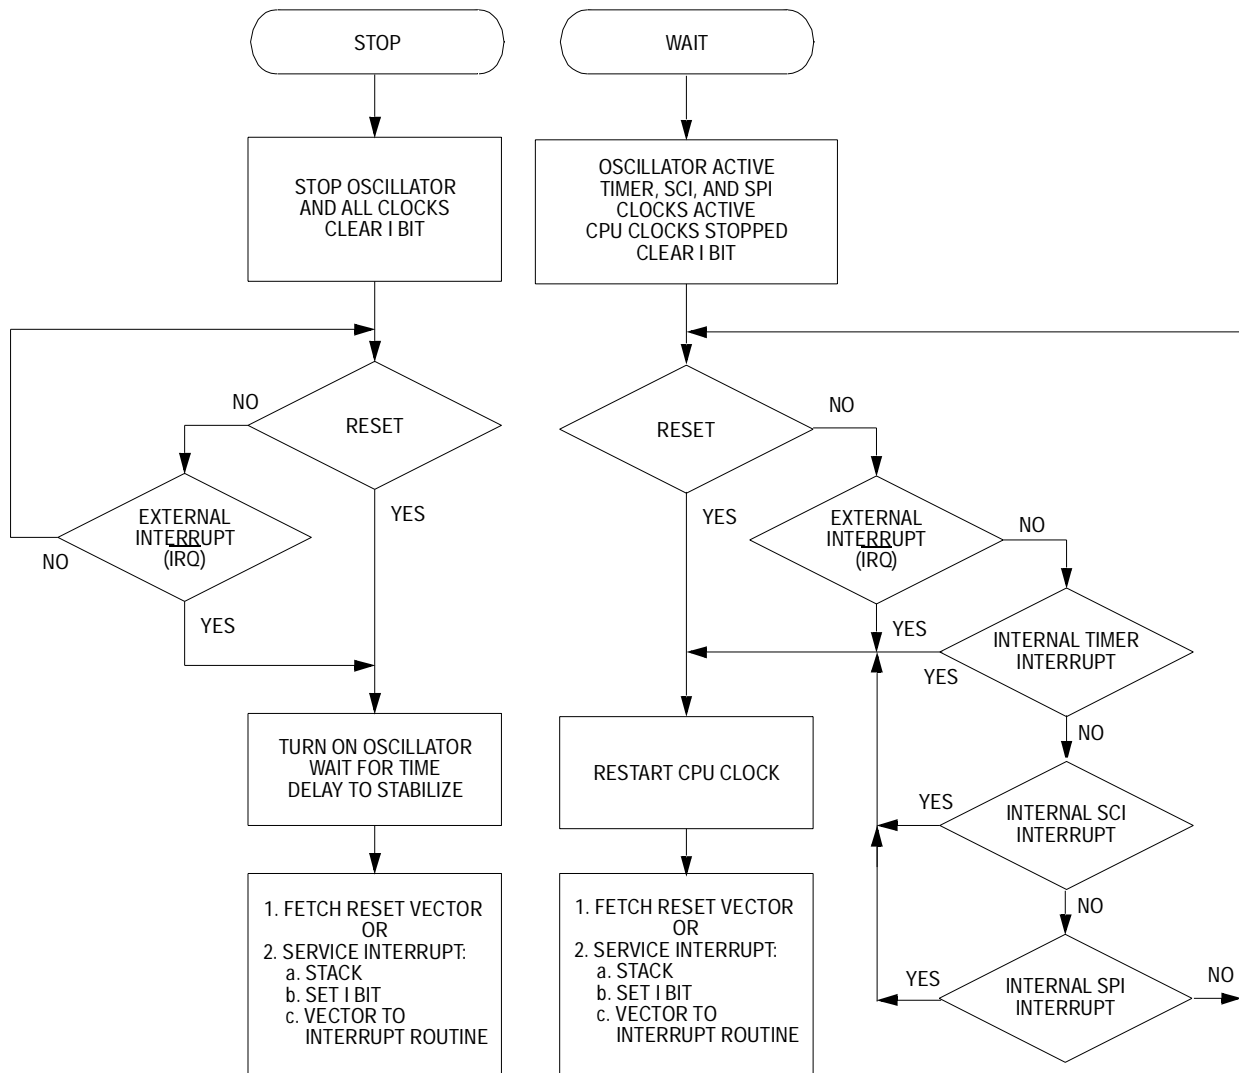 STOP
WAIT
STOP OSCILLATOR
AND ALL CLOCKS
CLEAR I BIT
OSCILLATOR ACTIVE
TIMER, SCI, AND SPI
CLOCKS ACTIVE
CPU CLOCKS STOPPED
CLEAR I BIT
NO
RESET
YES
EXTERNAL
INTERRUPT
(IRQ)
NO
YES
RESET
NO
YES
EXTERNAL
INTERRUPT
(IRQ)
NO
YES
INTERNAL TIMER
INTERRUPT
YES
NO
TURN ON OSCILLATOR
WAIT FOR TIME
DELAY TO STABILIZE
RESTART CPU CLOCK
YES
INTERNAL SCI
INTERRUPT
NO
1. FETCH RESET VECTOR
OR
2. SERVICE INTERRUPT:
a. STACK
b. SET I BIT
c. VECTOR TO
INTERRUPT ROUTINE
1. FETCH RESET VECTOR
OR
2. SERVICE INTERRUPT:
a. STACK
b. SET I BIT
c. VECTOR TO
INTERRUPT ROUTINE
YES
INTERNAL SPI
INTERRUPT
NO